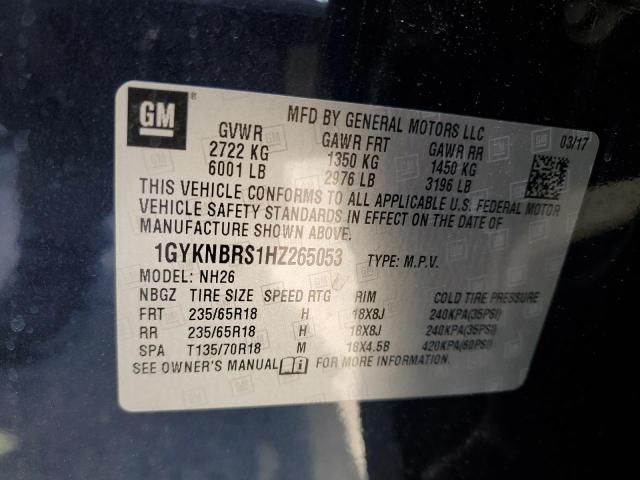 GM
MFD BY GENERAL MOTORS LLC
GVWR GAWR FRT GAWR RR 03/17
2722 KG 1350 KG 1450 KG
6001 LB 2976 LB 3196 LB
THIS VEHICLE CONFORMS TO ALL APPLICABLE U.S. FEDERAL MOTOR
VEHICLE SAFETY STANDARDS IN EFFECT ON THE DATE OF
MANUFACTURE SHOWN ABOVE.
1GYKNBRS1HZ265053 TYPE: M.P.V.
MODEL: NH26
NBGZ TIRE SIZE SPEED RTG RIM COLD TIRE PRESSURE
FRT 235/65R18 H 18X8J 240KPA(35PSI)
RR 235/65R18 H 18X8J 240KPA(35PSI)
SPA T135/70R18 M 18X4.5B 420KPA(60PSI)
SEE OWNER'S MANUAL FOR MORE INFORMATION